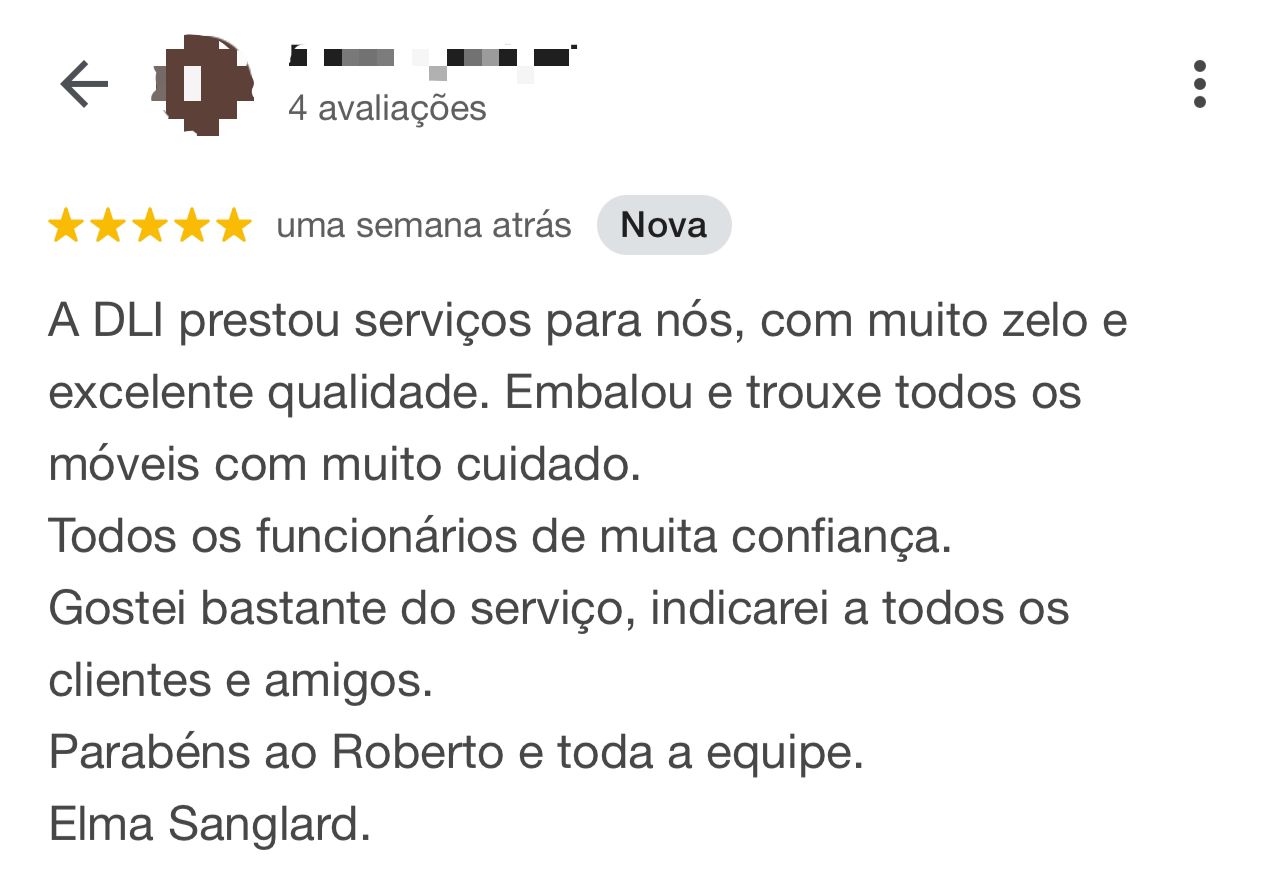 4 avaliações
uma semana atrás Nova
A DLI prestou serviços para nós, com muito zelo e
excelente qualidade. Embalou e trouxe todos os
móveis com muito cuidado.
Todos os funcionários de muita confiança.
Gostei bastante do serviço, indicarei a todos os
clientes e amigos.
Parabéns ao Roberto e toda a equipe.
Elma Sanglard.